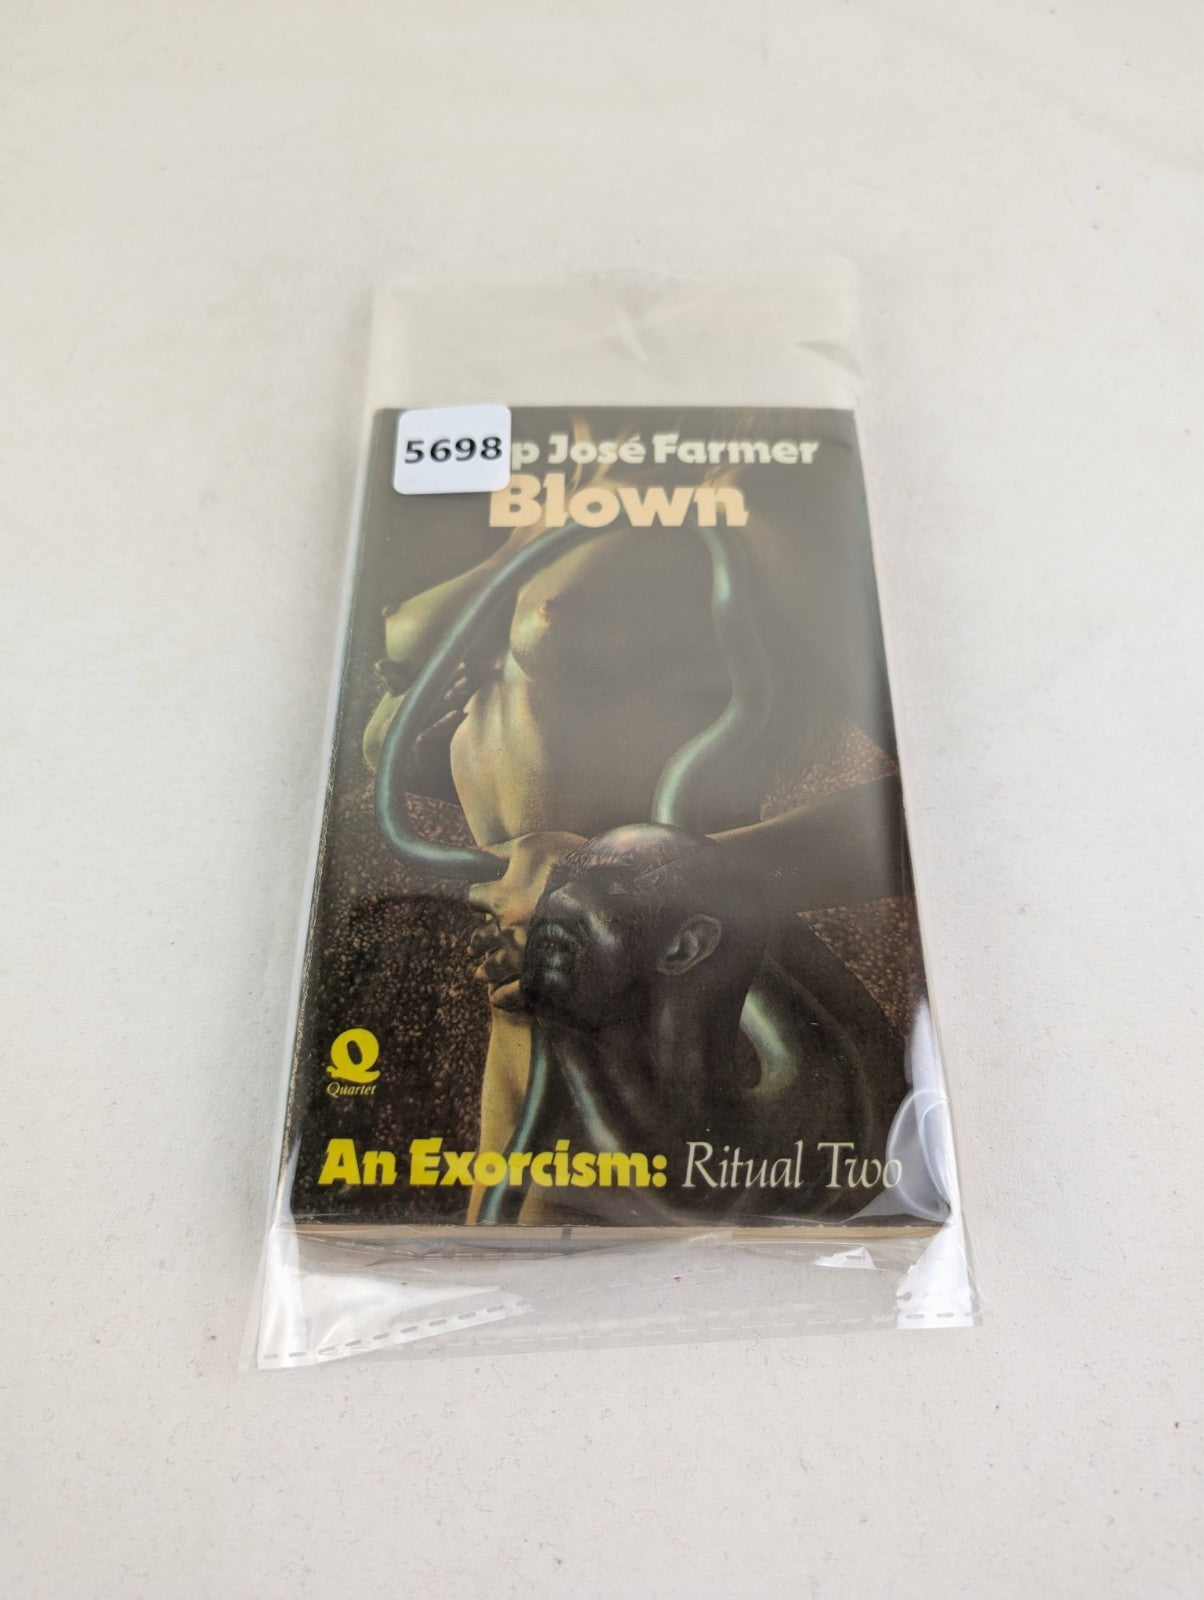 5698
p José Farmer
Blown
Q
Quartet
An Exorcism: Ritual Two